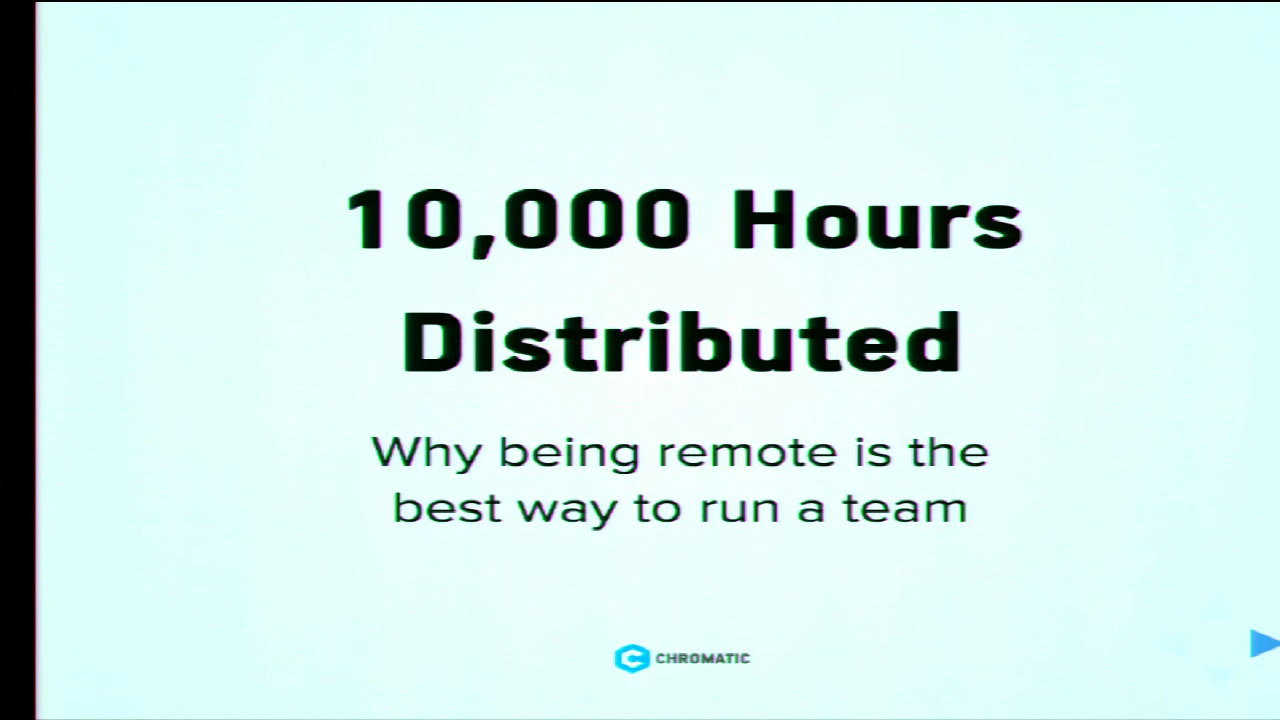 10,000 Hours
Distributed
Why being remote is the
best way to run a team
CHROMATIC